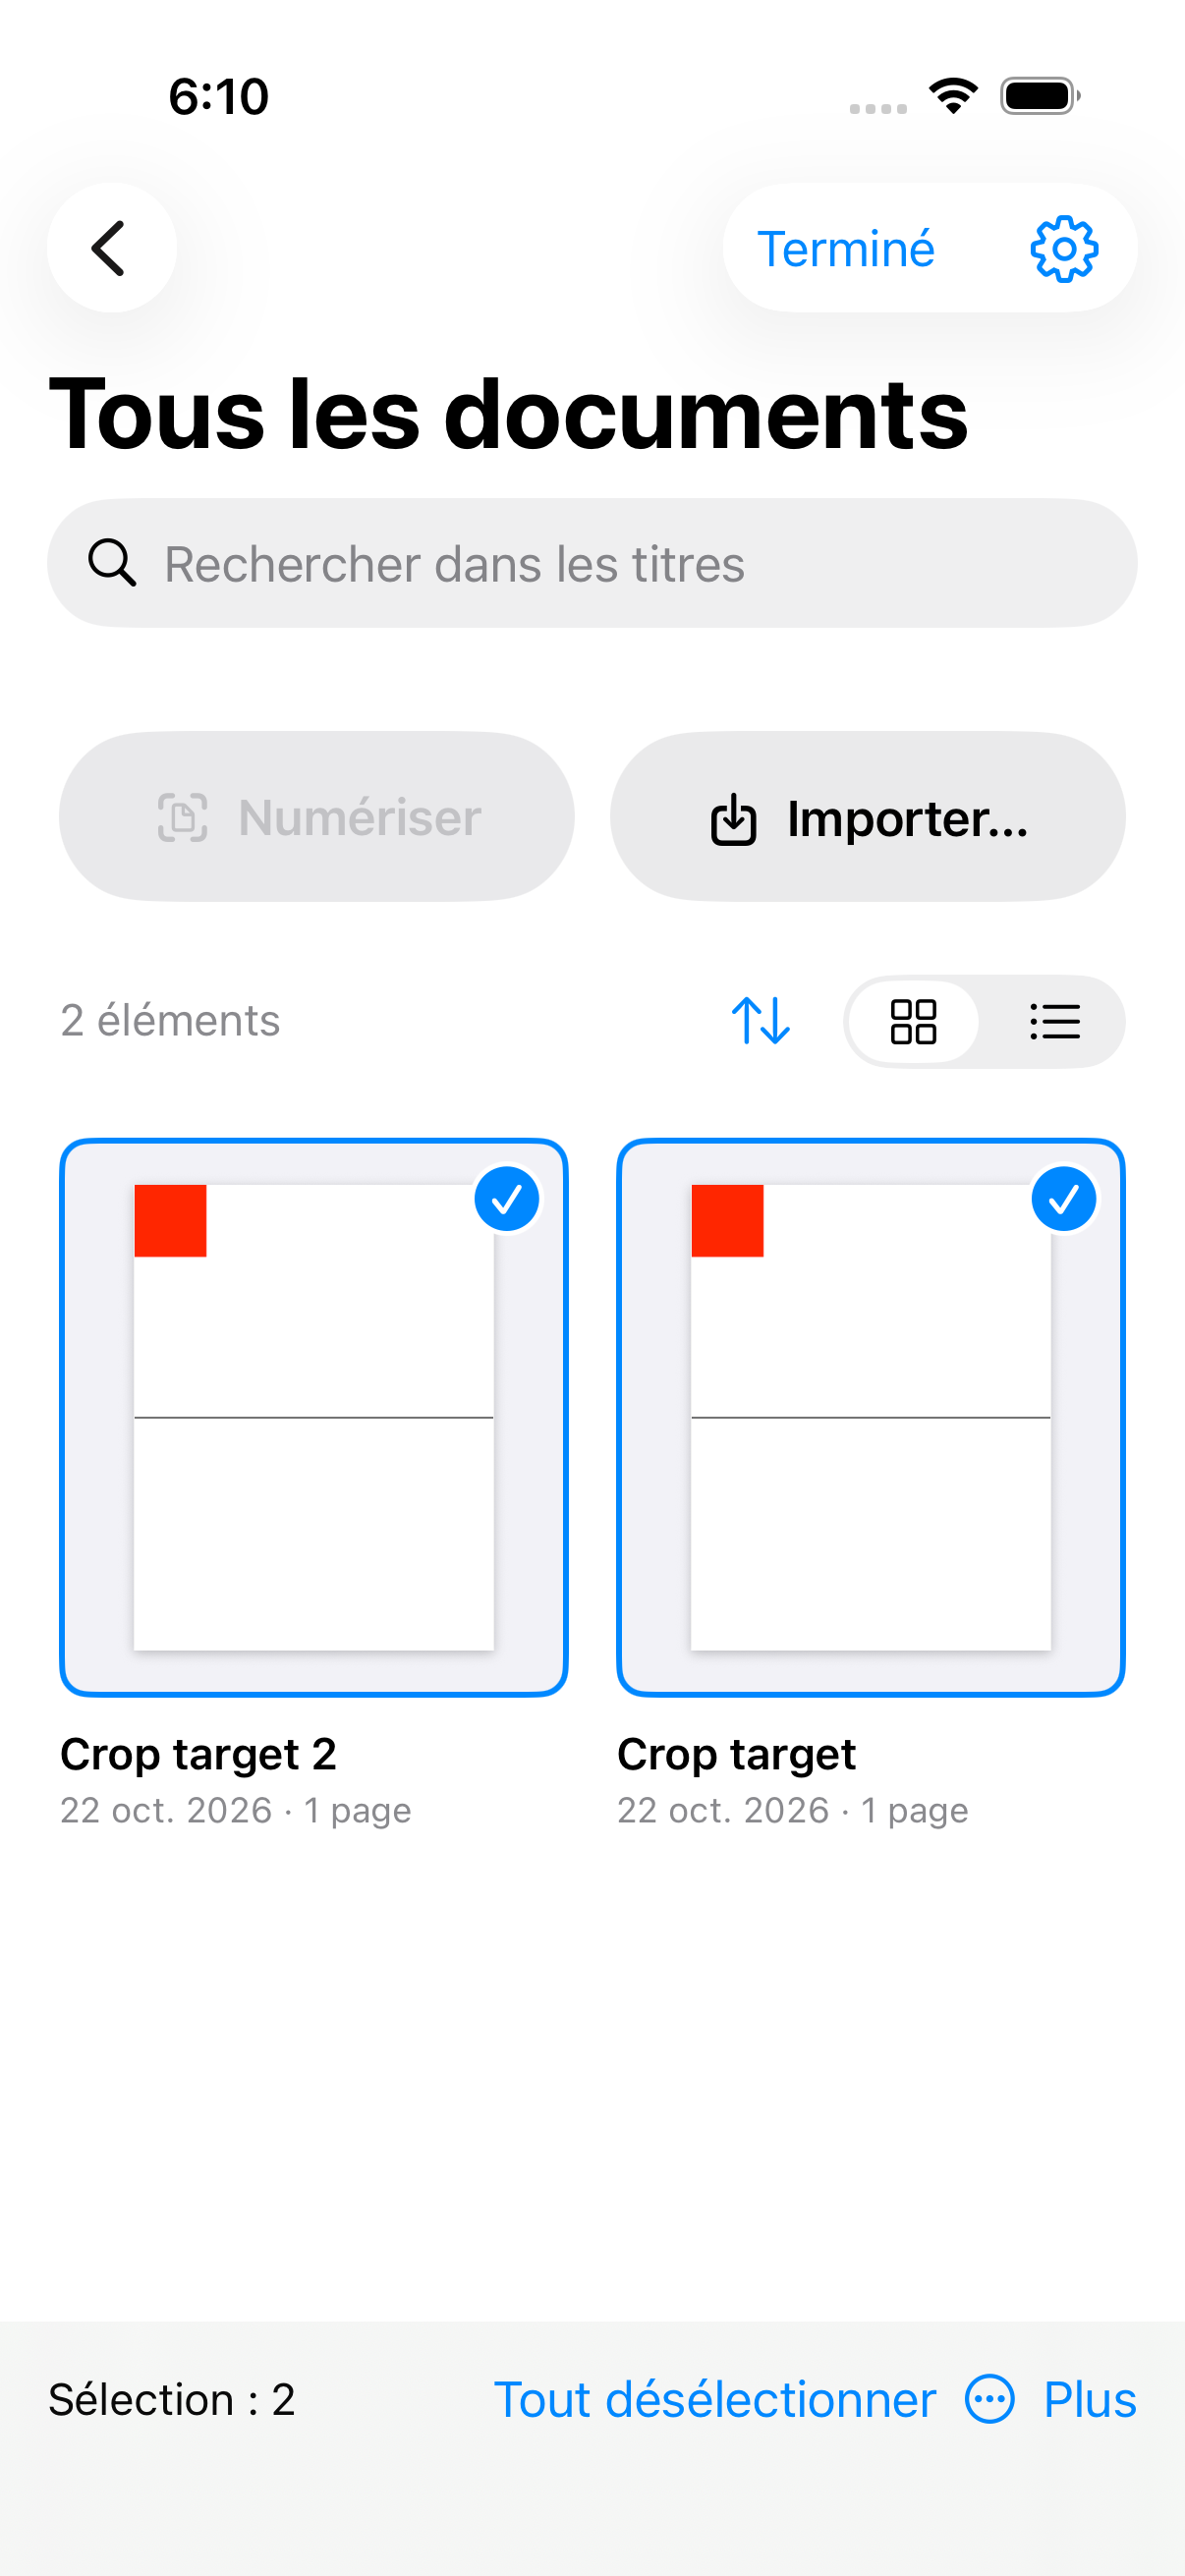 6:10
Terminé
Tous les documents
Rechercher dans les titres
Numériser
Importer...
2 éléments
Crop target 2
22 oct. 2026 · 1 page
Crop target
22 oct. 2026 · 1 page
Sélection : 2
Tout désélectionner
Plus